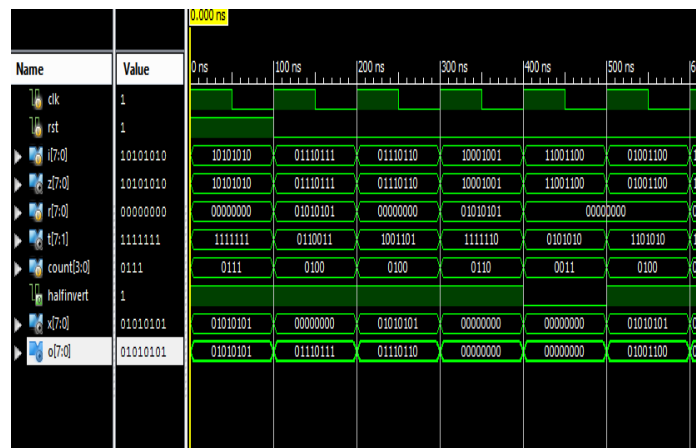 0.000 ns
Name Value 0 ns 100 ns 200 ns 300 ns 400 ns 500 ns
clk 1
rst 1
i[7:0] 10101010 10101010 01110111 01110110 10001001 11001100 01001100
z[7:0] 10101010 10101010 01110111 01110110 10001001 11001100 01001100
r[7:0] 00000000 00000000 01010101 00000000 01010101 00000000
t[7:1] 1111111 1111111 0110011 1001101 1111110 0101010 1101010
count[3:0] 0111 0111 0100 0100 0110 0011 0100
halfinvert 1
x[7:0] 01010101 01010101 00000000 01010101 00000000 00000000 01010101
o[7:0] 01010101 01010101 01110111 01110110 00000000 00000000 01001100